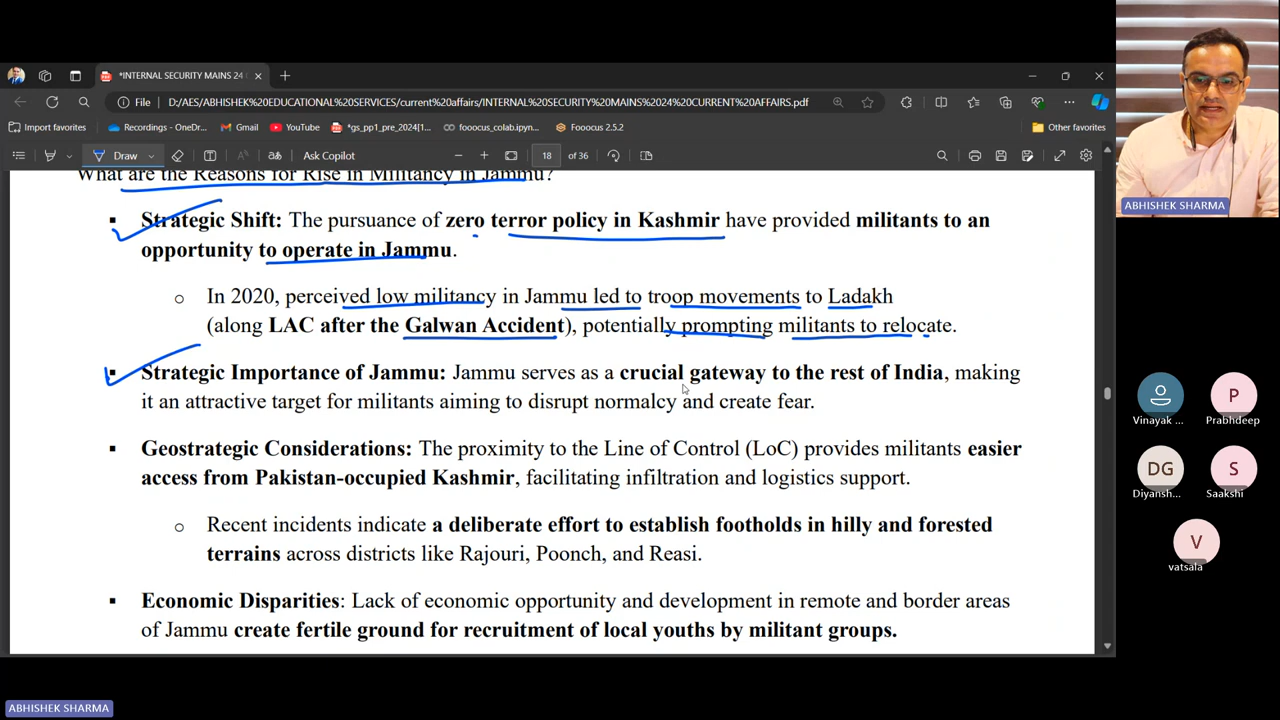 *INTERNAL SECURITY MAINS 24
File
D:/AES/ABHISHEK%20EDUCATIONAL%20SERVICES/current%20affairs/INTERNAL%20SECURITY%20MAINS%202024%20CURRENT%20AFFAIRS.pdf
Import favorites
Recordings - OneDr...
Gmail
YouTube
*gs_pp1_pre_2024[1...
fooocus_colab.ipyn...
Fooocus 2.5.2
Other favorites
Draw
Ask Copilot
18 of 36
What are the Reasons for Rise in Militancy in Jammu?
Strategic Shift: The pursuance of zero terror policy in Kashmir have provided militants to an
opportunity to operate in Jammu.
In 2020, perceived low militancy in Jammu led to troop movements to Ladakh
(along LAC after the Galwan Accident), potentially prompting militants to relocate.
Strategic Importance of Jammu: Jammu serves as a crucial gateway to the rest of India, making
it an attractive target for militants aiming to disrupt normalcy and create fear.
Geostrategic Considerations: The proximity to the Line of Control (LoC) provides militants easier
access from Pakistan-occupied Kashmir, facilitating infiltration and logistics support.
Recent incidents indicate a deliberate effort to establish footholds in hilly and forested
terrains across districts like Rajouri, Poonch, and Reasi.
Economic Disparities: Lack of economic opportunity and development in remote and border areas
of Jammu create fertile ground for recruitment of local youths by militant groups.
ABHISHEK SHARMA
Vinayak ...
P
Prabhdeep
DG
Diyansh...
S
Saakshi
V
vatsala
ABHISHEK SHARMA